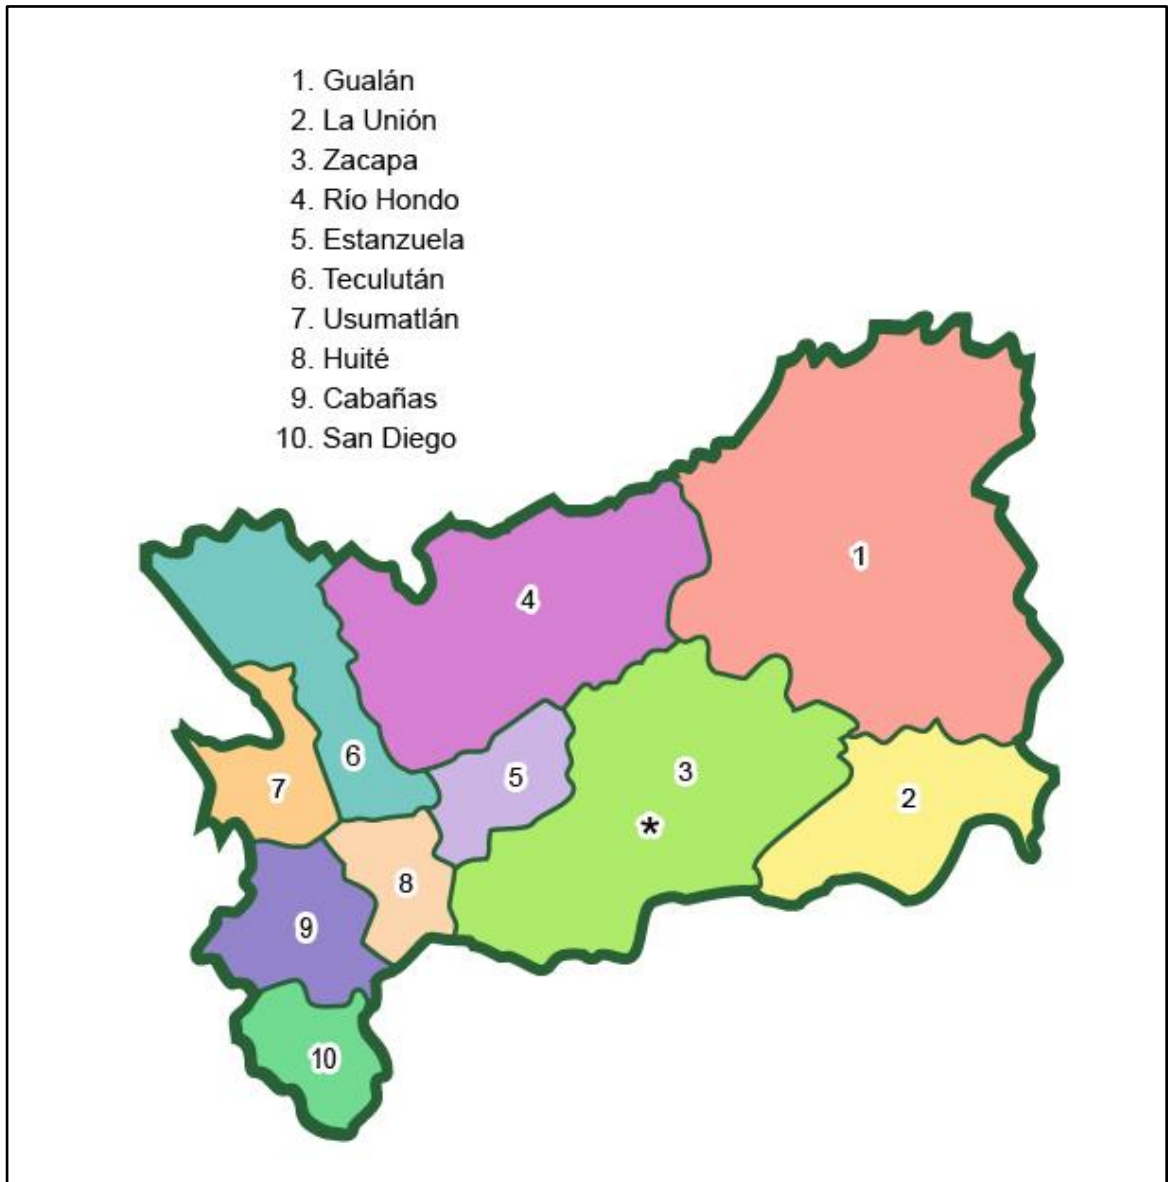 1. Gualán
2. La Unión
3. Zacapa
4. Río Hondo
5. Estanzuela
6. Teculután
7. Usumatlán
8. Huité
9. Cabañas
10. San Diego
1
4
6
5
3
7
2
*
8
9
10